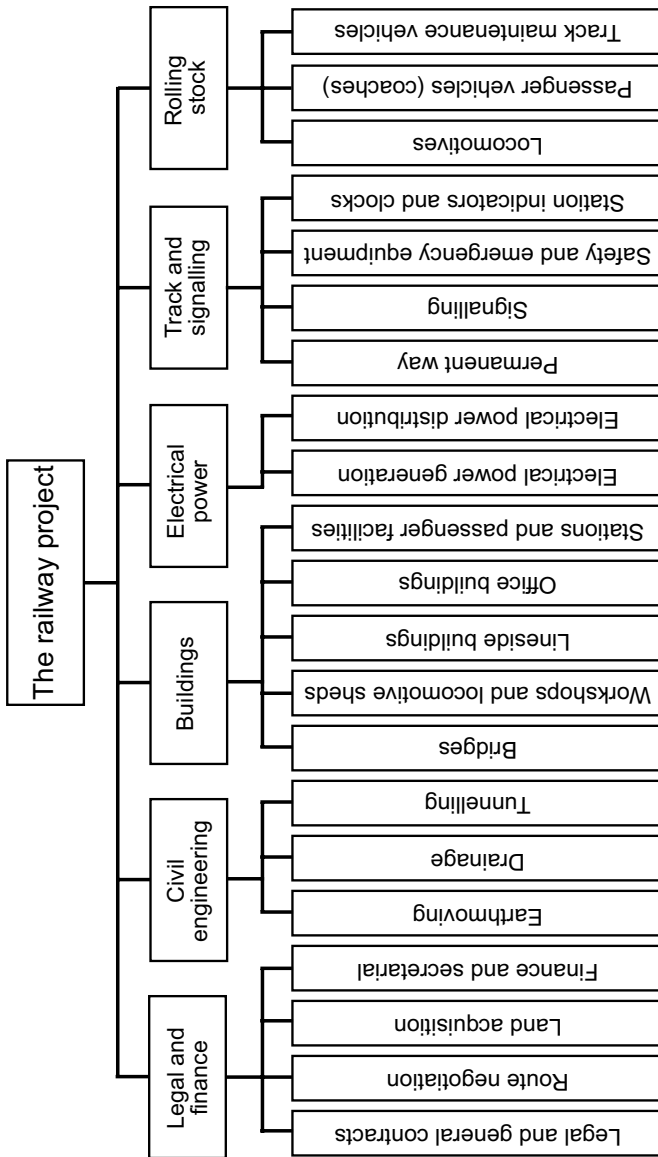 The railway project
Legal and
finance
Civil
engineering
Buildings
Electrical
power
Track and
signalling
Rolling
stock
Legal and general contracts
Route negotiation
Land acquisition
Finance and secretarial
Earthmoving
Drainage
Tunnelling
Bridges
Workshops and locomotive sheds
Lineside buildings
Office buildings
Stations and passenger facilities
Electrical power generation
Electrical power distribution
Permanent way
Signalling
Safety and emergency equipment
Station indicators and clocks
Locomotives
Passenger vehicles (coaches)
Track maintenance vehicles